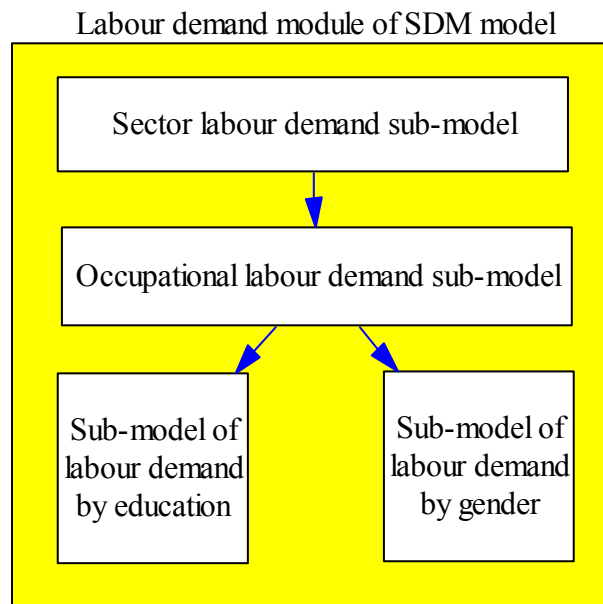 Labour demand module of SDM model
Sector labour demand sub-model
Occupational labour demand sub-model
Sub-model of
labour demand
by education
Sub-model of
labour demand
by gender